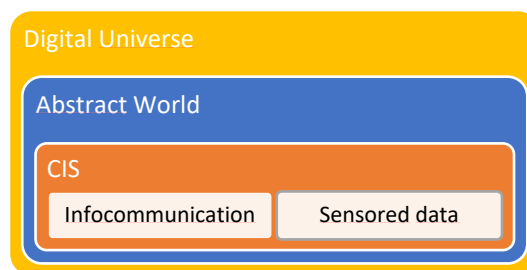 Digital Universe
Abstract World
CIS
Infocommunication Sensored data